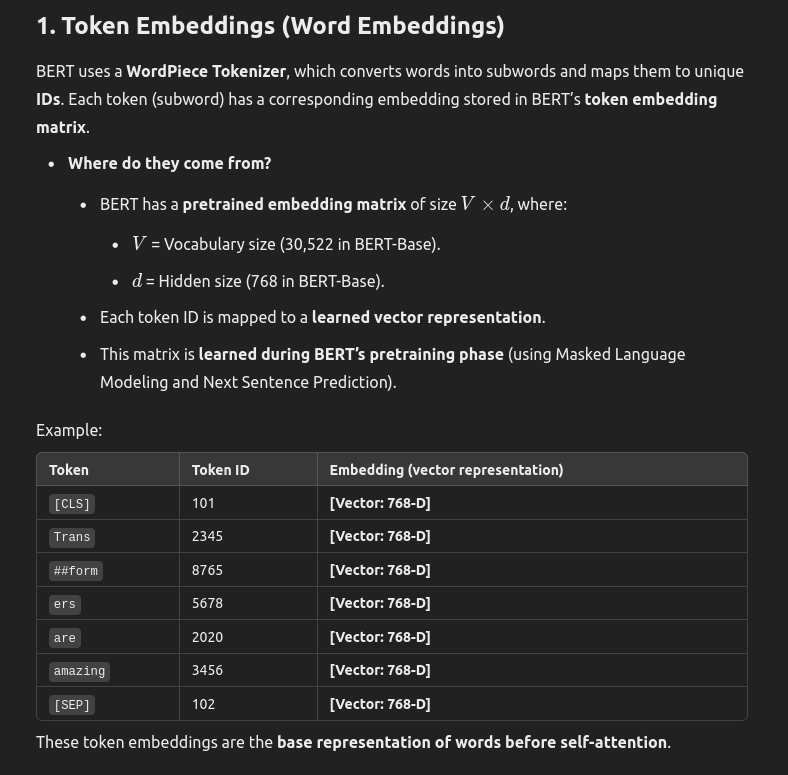 1. Token Embeddings (Word Embeddings)
BERT uses a WordPiece Tokenizer, which converts words into subwords and maps them to unique
IDs. Each token (subword) has a corresponding embedding stored in BERT’s token embedding
matrix.
• Where do they come from?
• BERT has a pretrained embedding matrix of size V × d, where:
• V = Vocabulary size (30,522 in BERT-Base).
• d = Hidden size (768 in BERT-Base).
• Each token ID is mapped to a learned vector representation.
• This matrix is learned during BERT’s pretraining phase (using Masked Language
Modeling and Next Sentence Prediction).
Example:
Token Token ID Embedding (vector representation)
[CLS] 101 [Vector: 768-D]
Trans 2345 [Vector: 768-D]
##form 8765 [Vector: 768-D]
ers 5678 [Vector: 768-D]
are 2020 [Vector: 768-D]
amazing 3456 [Vector: 768-D]
[SEP] 102 [Vector: 768-D]
These token embeddings are the base representation of words before self-attention.